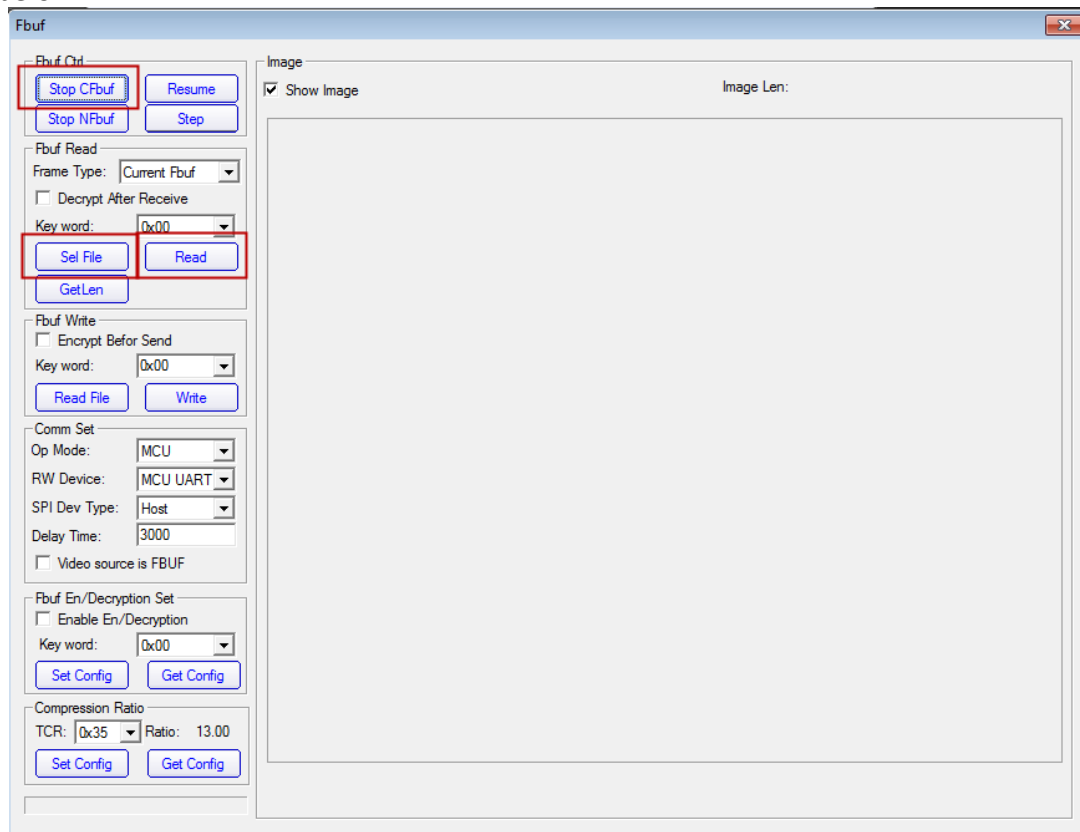 Fbuf
Fbuf Ctrl
Stop CFbuf Resume
Stop NFbuf Step
Fbuf Read
Frame Type: Current Fbuf
Decrypt After Receive
Key word: 0x00
Sel File Read
GetLen
Fbuf Write
Encrypt Befor Send
Key word: 0x00
Read File Write
Comm Set
Op Mode: MCU
RW Device: MCU UART
SPI Dev Type: Host
Delay Time: 3000
Video source is FBUF
Fbuf En/Decryption Set
Enable En/Decryption
Key word: 0x00
Set Config Get Config
Compression Ratio
TCR: 0x35 Ratio: 13.00
Set Config Get Config
Image
Show Image Image Len: